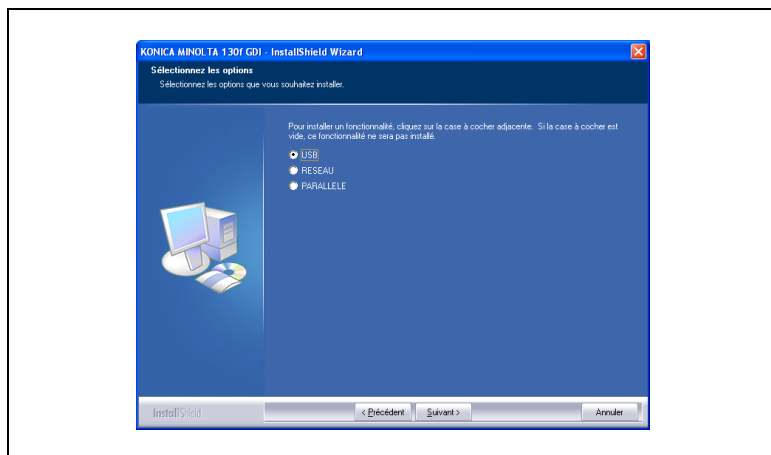 KONICA MINOLTA 130f GDI - InstallShield Wizard
Sélectionnez les options
Sélectionnez les options que vous souhaitez installer.
Pour installer un fonctionnalité, cliquez sur la case à cocher adjacente. Si la case à cocher est
vide, ce fonctionnalité ne sera pas installé.
USB
RESEAU
PARALLELE
InstallShield
< Précédent
Suivant >
Annuler